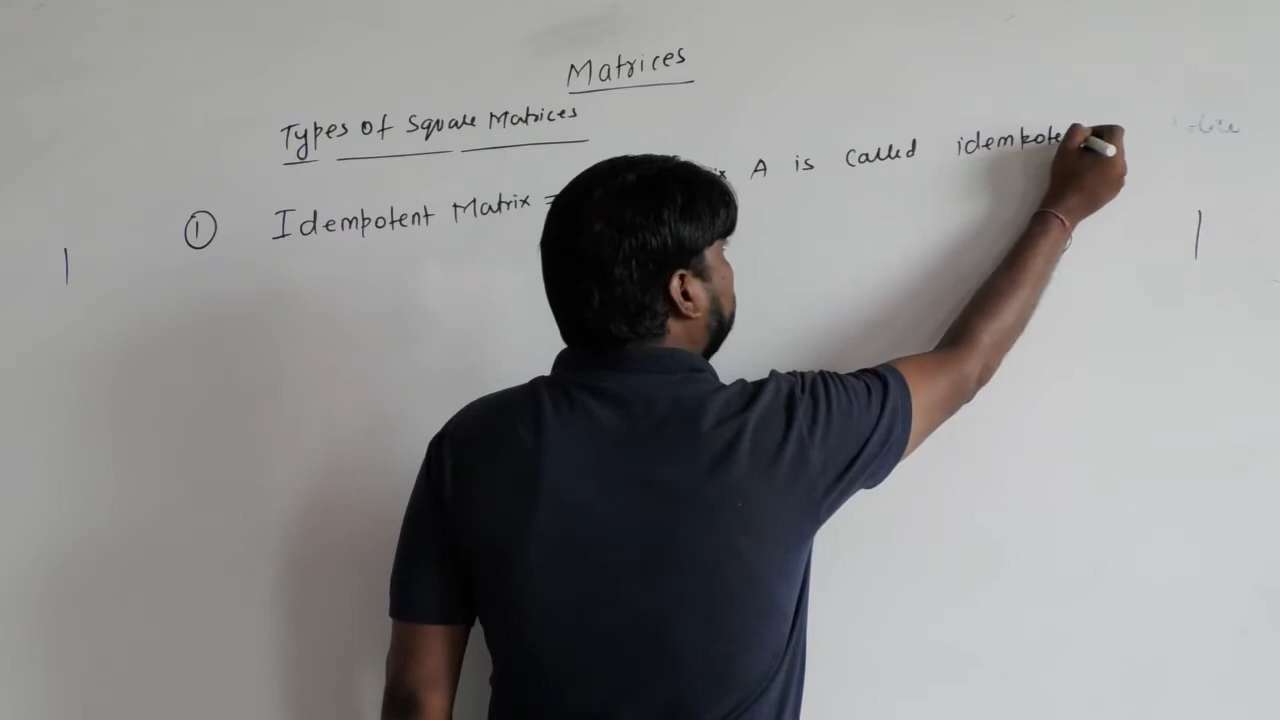 Matrices
Types of Square Matrices
① Idempotent Matrix = A is called idempote